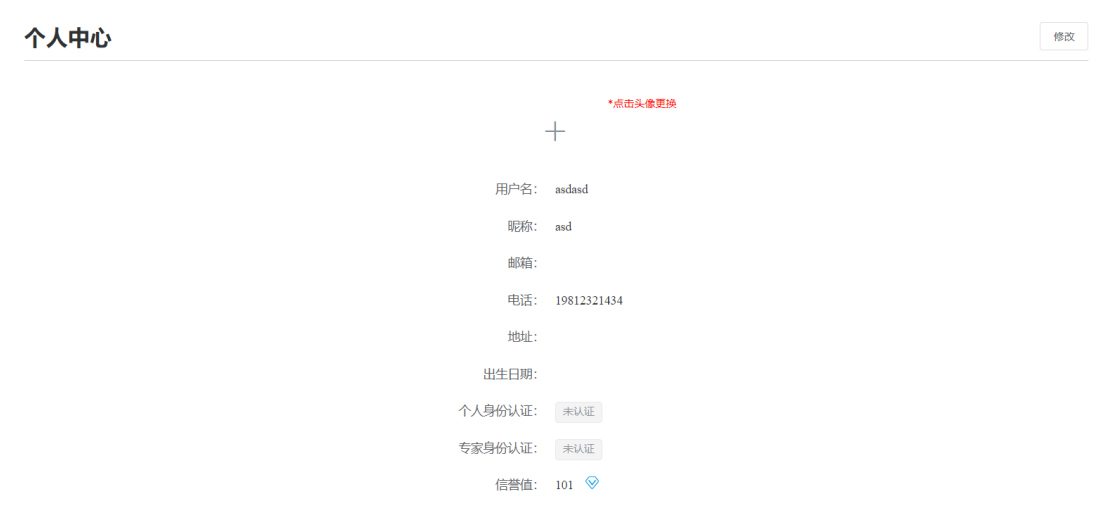 个人中心
修改
*点击头像更换
用户名： asdasd
昵称： asd
邮箱：
电话： 19812321434
地址：
出生日期：
个人身份认证： 未认证
专家身份认证： 未认证
信誉值： 101